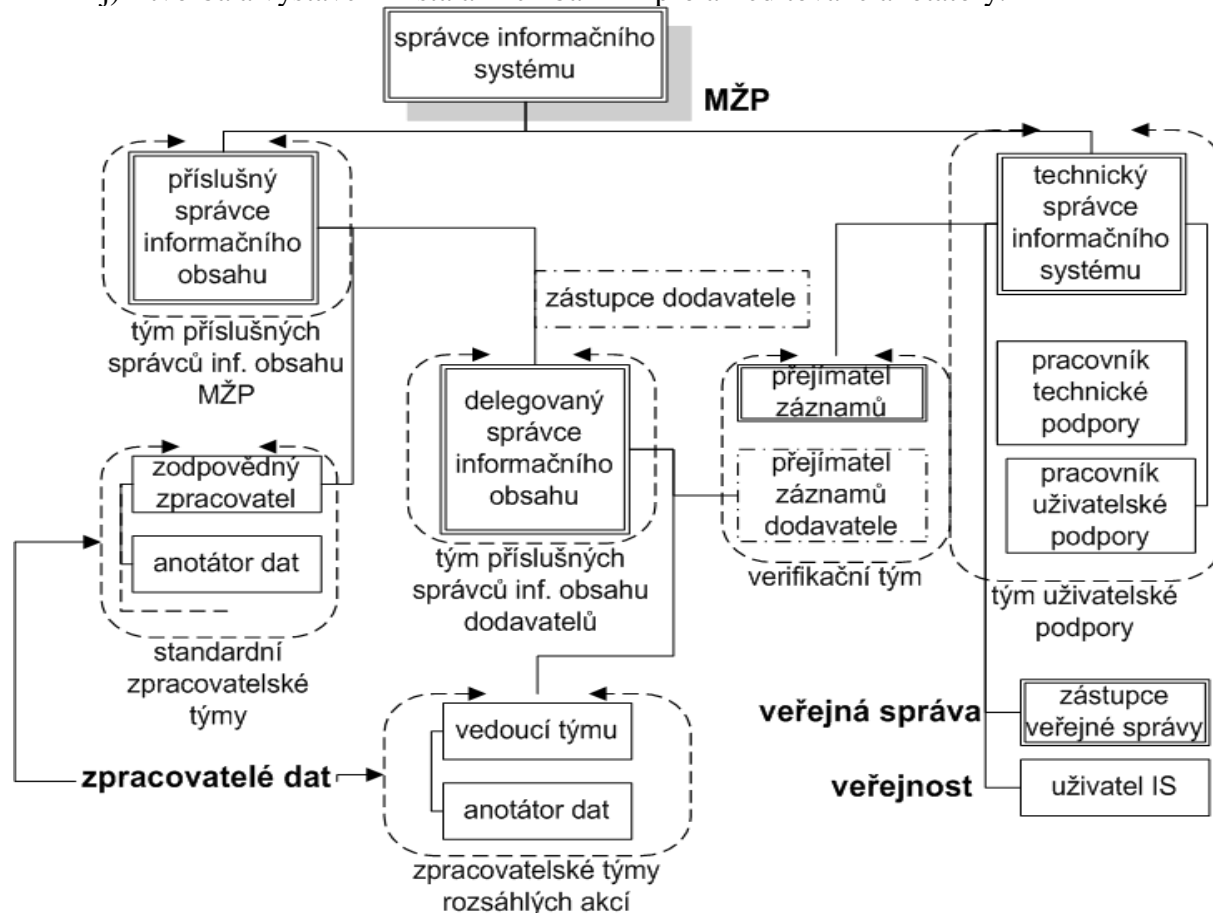 správce informačního
systému
MŽP
příslušný
správce
informačního
obsahu
tým příslušných
správců inf. obsahu
MŽP
technický
správce
informačního
systému
zástupce dodavatele
delegovaný
správce
informačního
obsahu
tým příslušných
správců inf. obsahu
dodavatelů
přejímatel
záznamů
přejímatel
záznamů
dodavatele
verifikační tým
pracovník
technické
podpory
pracovník
uživatelské
podpory
tým uživatelské
podpory
zodpovědný
zpracovatel
anotátor dat
standardní
zpracovatelské
týmy
zpracovatelé dat
vedoucí týmu
anotátor dat
zpracovatelské týmy
rozsáhlých akcí
veřejná správa
zástupce
veřejné správy
veřejnost
uživatel IS